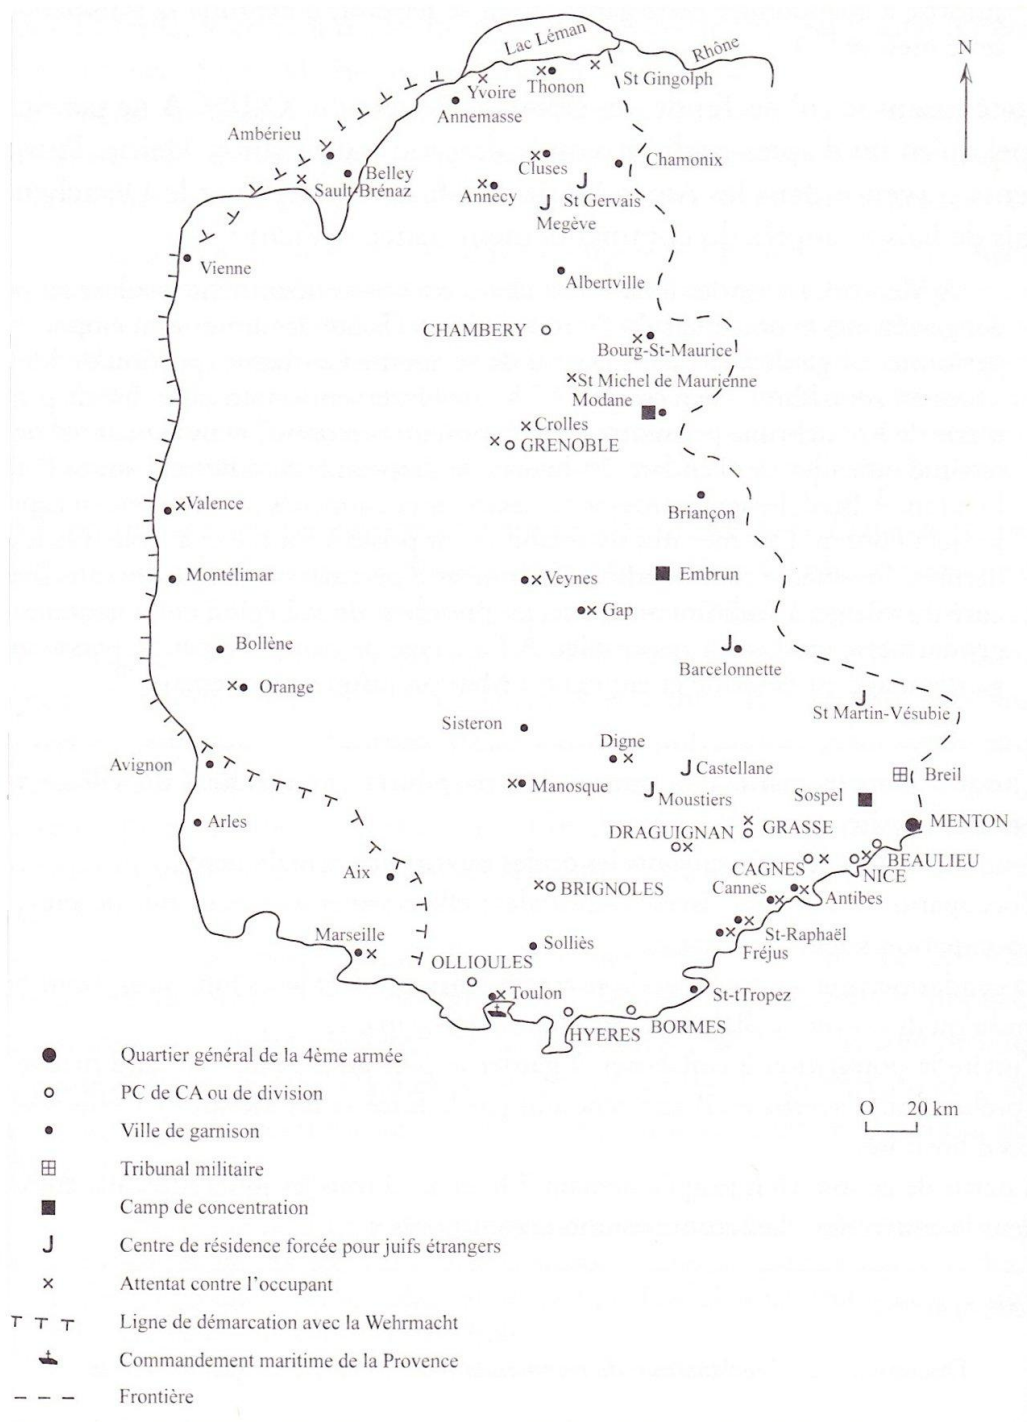 Lac Léman
Rhône
N
St Gingolph
Yvoire
Thonon
Annemasse
Ambérieu
Cluses
Chamonix
Belley
Sault-Brénaz
Annecy
St Gervais
Megève
Vienne
Albertville
CHAMBERY
Bourg-St-Maurice
St Michel de Maurienne
Modane
Crolles
GRENOBLE
Valence
Briançon
Montélimar
Veynes
Embrun
Gap
Bollène
Barcelonnette
Orange
St Martin-Vésubie
Sisteron
Digne
Avignon
Castellane
Breil
Manosque
Moustiers
Sospel
Arles
DRAGUIGNAN
GRASSE
MENTON
BEAULIEU
Aix
CAGNES
NICE
BRIGNOLES
Cannes
Antibes
Marseille
Solliès
St-Raphaël
Fréjus
OLLIOULES
Toulon
St-tTropez
HYERES
BORMES
Quartier général de la 4ème armée
PC de CA ou de division
O 20 km
Ville de garnison
Tribunal militaire
Camp de concentration
J Centre de résidence forcée pour juifs étrangers
Attentat contre l'occupant
Ligne de démarcation avec la Wehrmacht
Commandement maritime de la Provence
Frontière